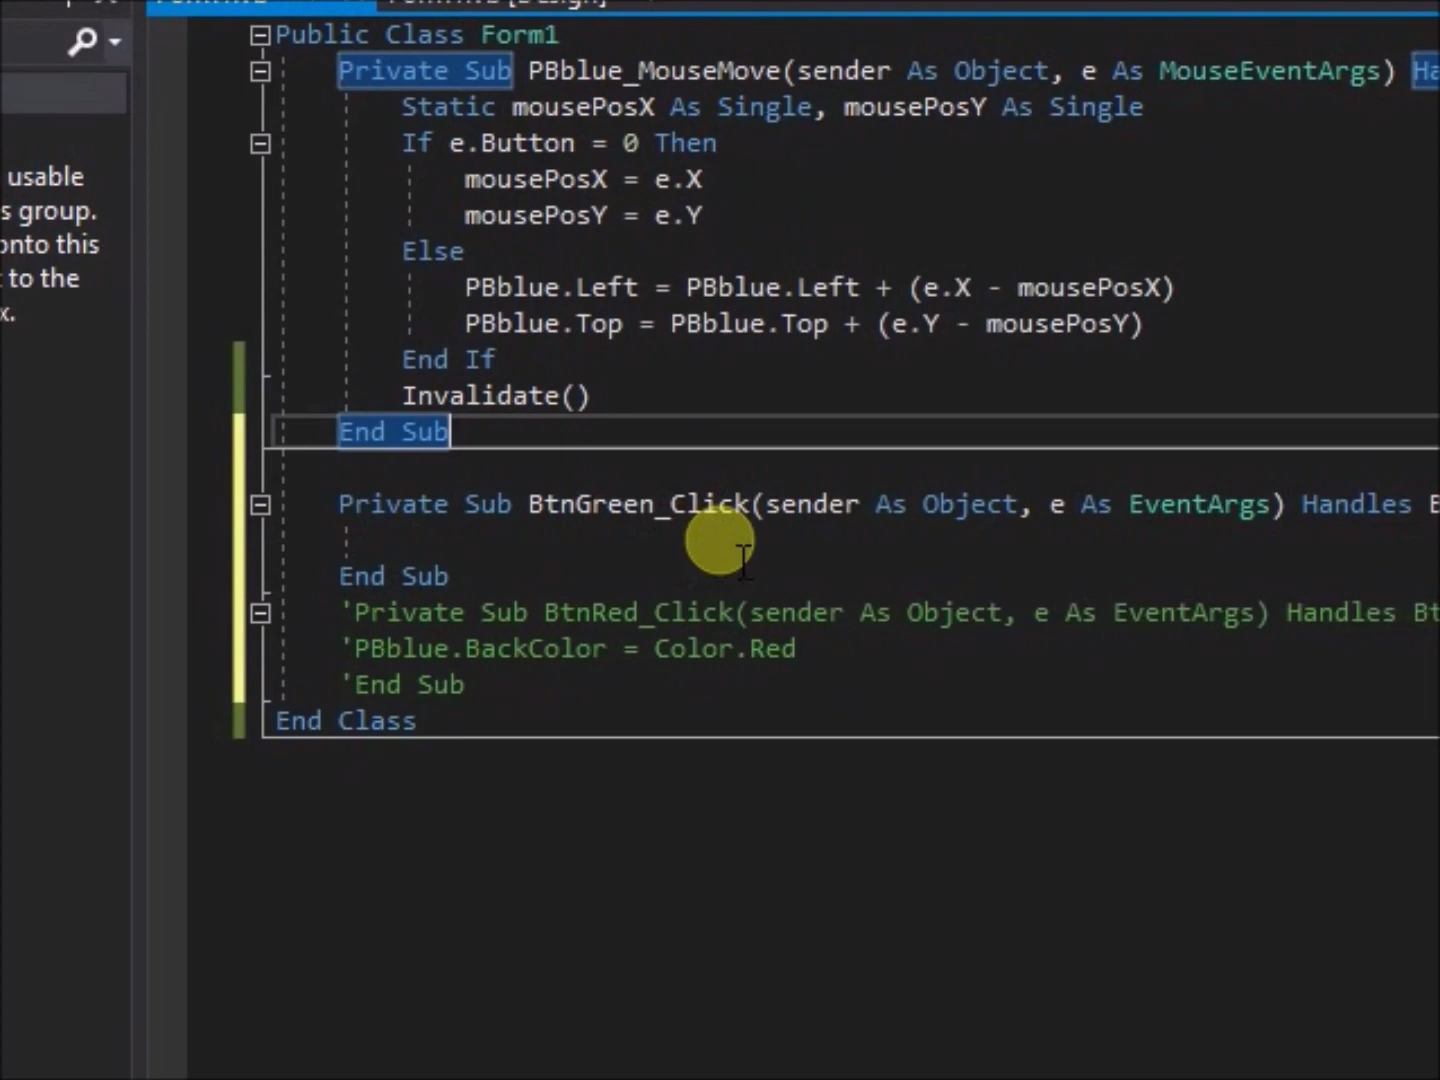 Public Class Form1
Private Sub PBblue_MouseMove(sender As Object, e As MouseEventArgs) Ha
Static mousePosX As Single, mousePosY As Single
If e.Button = 0 Then
mousePosX = e.X
mousePosY = e.Y
Else
PBblue.Left = PBblue.Left + (e.X - mousePosX)
PBblue.Top = PBblue.Top + (e.Y - mousePosY)
End If
Invalidate()
End Sub
Private Sub BtnGreen_Click(sender As Object, e As EventArgs) Handles B
End Sub
'Private Sub BtnRed_Click(sender As Object, e As EventArgs) Handles Bt
'PBblue.BackColor = Color.Red
'End Sub
End Class
usable
s group.
onto this
to the
x.